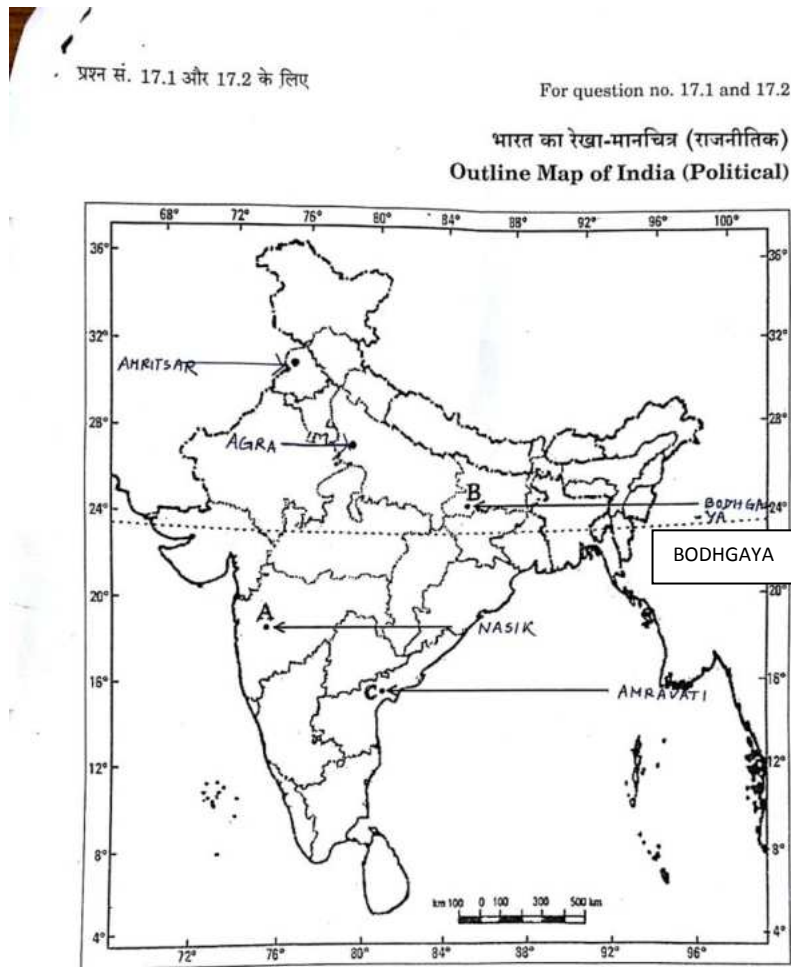 प्रश्न सं. 17.1 और 17.2 के लिए
For question no. 17.1 and 17.2
भारत का रेखा-मानचित्र (राजनीतिक)
Outline Map of India (Political)
68° 72° 76° 80° 84° 88° 92° 96° 100°
36° 36°
32° 32°
AMRITSAR
28° 28°
AGRA
B
BODHGA
-YA
24° 24°
BODHGAYA
20° 20°
A
NASIK
16° 16°
C
AMRAVATI
12° 12°
8° 8°
km 100 0 100 300 500 km
4° 4°
72° 76° 80° 84° 88° 92° 96°